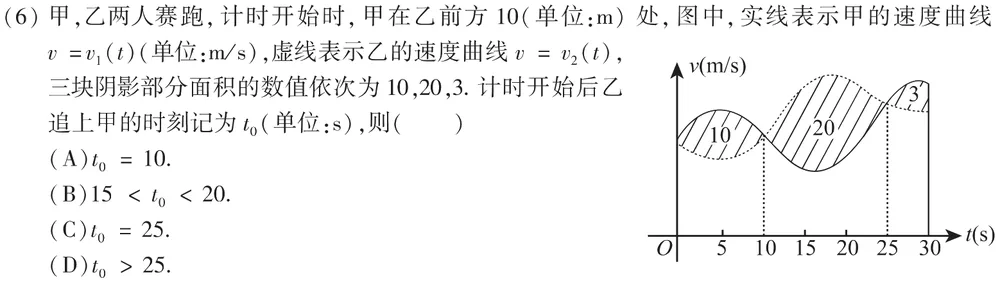 (6) 甲,乙两人赛跑,计时开始时,甲在乙前方 10(单位:m) 处,图中,实线表示甲的速度曲线
v =v₁(t)(单位:m/s),虚线表示乙的速度曲线 v = v₂(t),
三块阴影部分面积的数值依次为 10,20,3. 计时开始后乙
追上甲的时刻记为 t₀(单位:s),则( )
(A)t₀ = 10.
(B)15 < t₀ < 20.
(C)t₀ = 25.
(D)t₀ > 25.
v(m/s)
10
20
3
O 5 10 15 20 25 30 t(s)